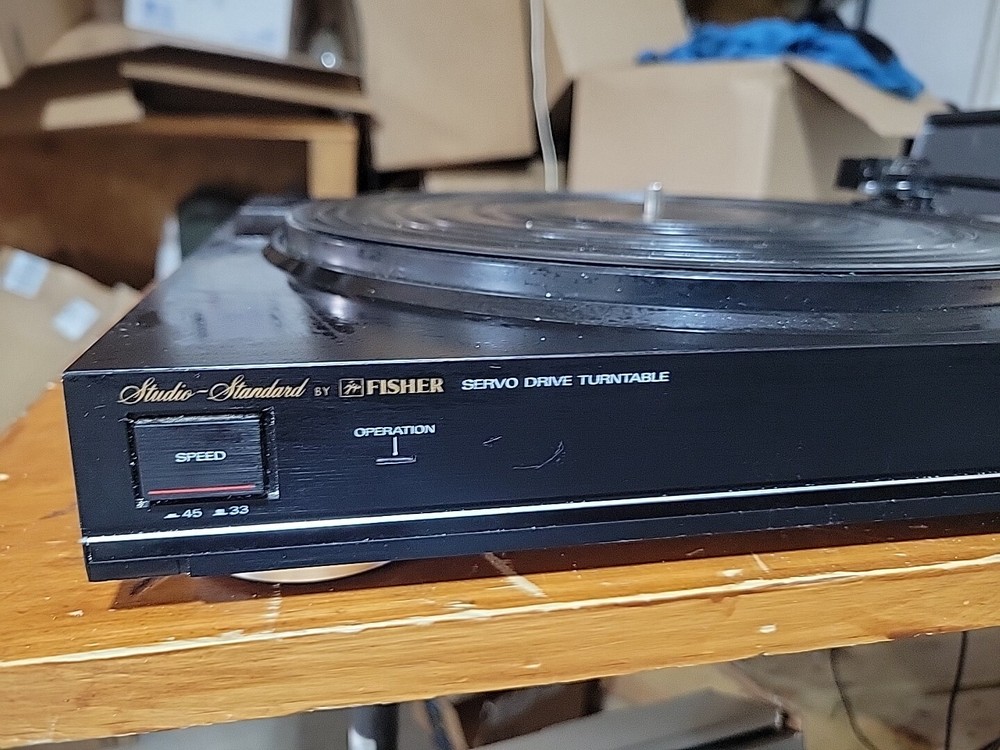 Studio-Standard BY FISHER SERVO DRIVE TURNTABLE
OPERATION
SPEED
45 33